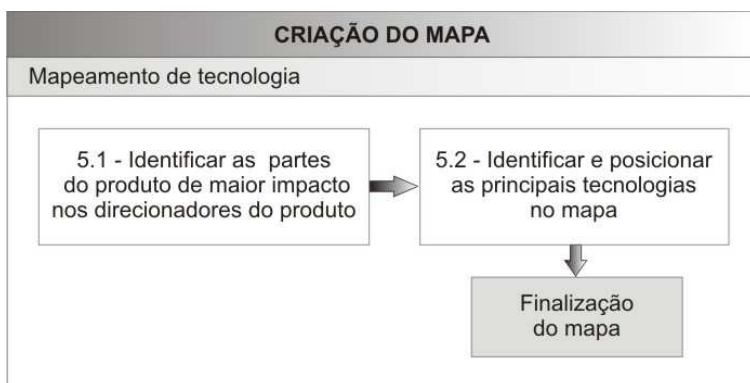 CRIAÇÃO DO MAPA
Mapeamento de tecnologia
5.1 - Identificar as partes
do produto de maior impacto
nos direcionadores do produto
5.2 - Identificar e posicionar
as principais tecnologias
no mapa
Finalização
do mapa